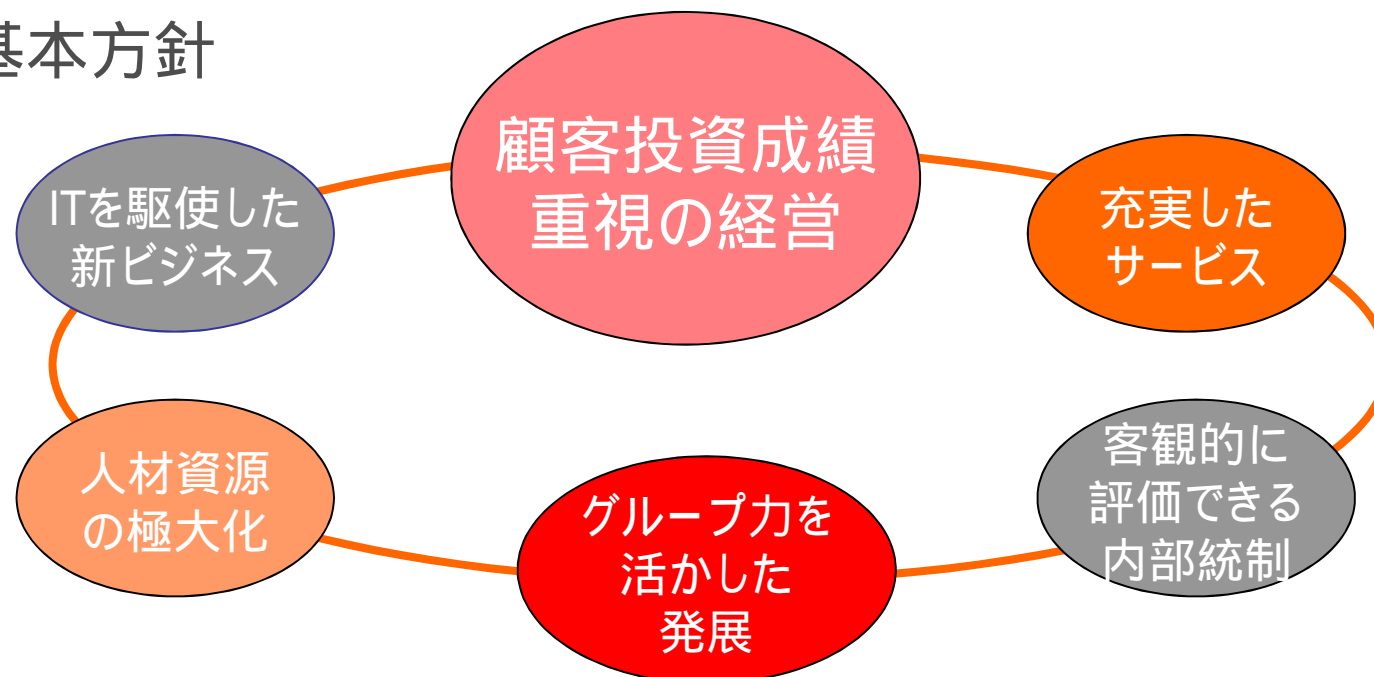 基本方針
顧客投資成績
重視の経営
ITを駆使した
新ビジネス
充実した
サービス
人材資源
の極大化
グループ力を
活かした
発展
客観的に
評価できる
内部統制